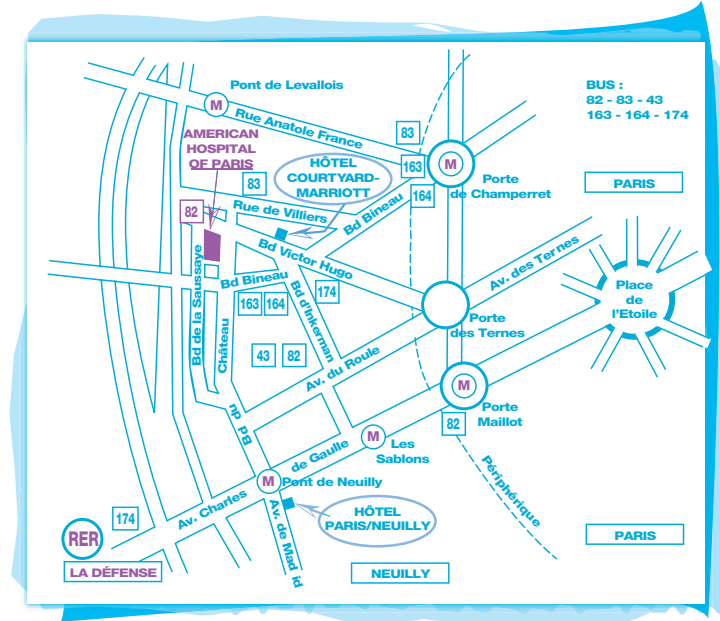 Pont de Levallois
M
Rue Anatole France
BUS :
82 - 83 - 43
163 - 164 - 174
AMERICAN
HOSPITAL
OF PARIS
83
HÔTEL
COURTYARD-
MARRIOTT
163
M
Porte
de Champerret
PARIS
83
164
82
Rue de Villiers
Bd Bineau
Bd Victor Hugo
Av. des Ternes
Bd de la Saussaye
Bd Bineau
174
Bd d'Inkerman
Place
de
l'Etoile
163
164
Château
Porte
des Ternes
43
82
Av. du Roule
M
Porte
Maillot
Bd du
82
M
Les
Sablons
de Gaulle
M
Pont de Neuilly
Périphérique
Av. Charles
174
Av. de Mad id
HÔTEL
PARIS/NEUILLY
RER
LA DÉFENSE
NEUILLY
PARIS